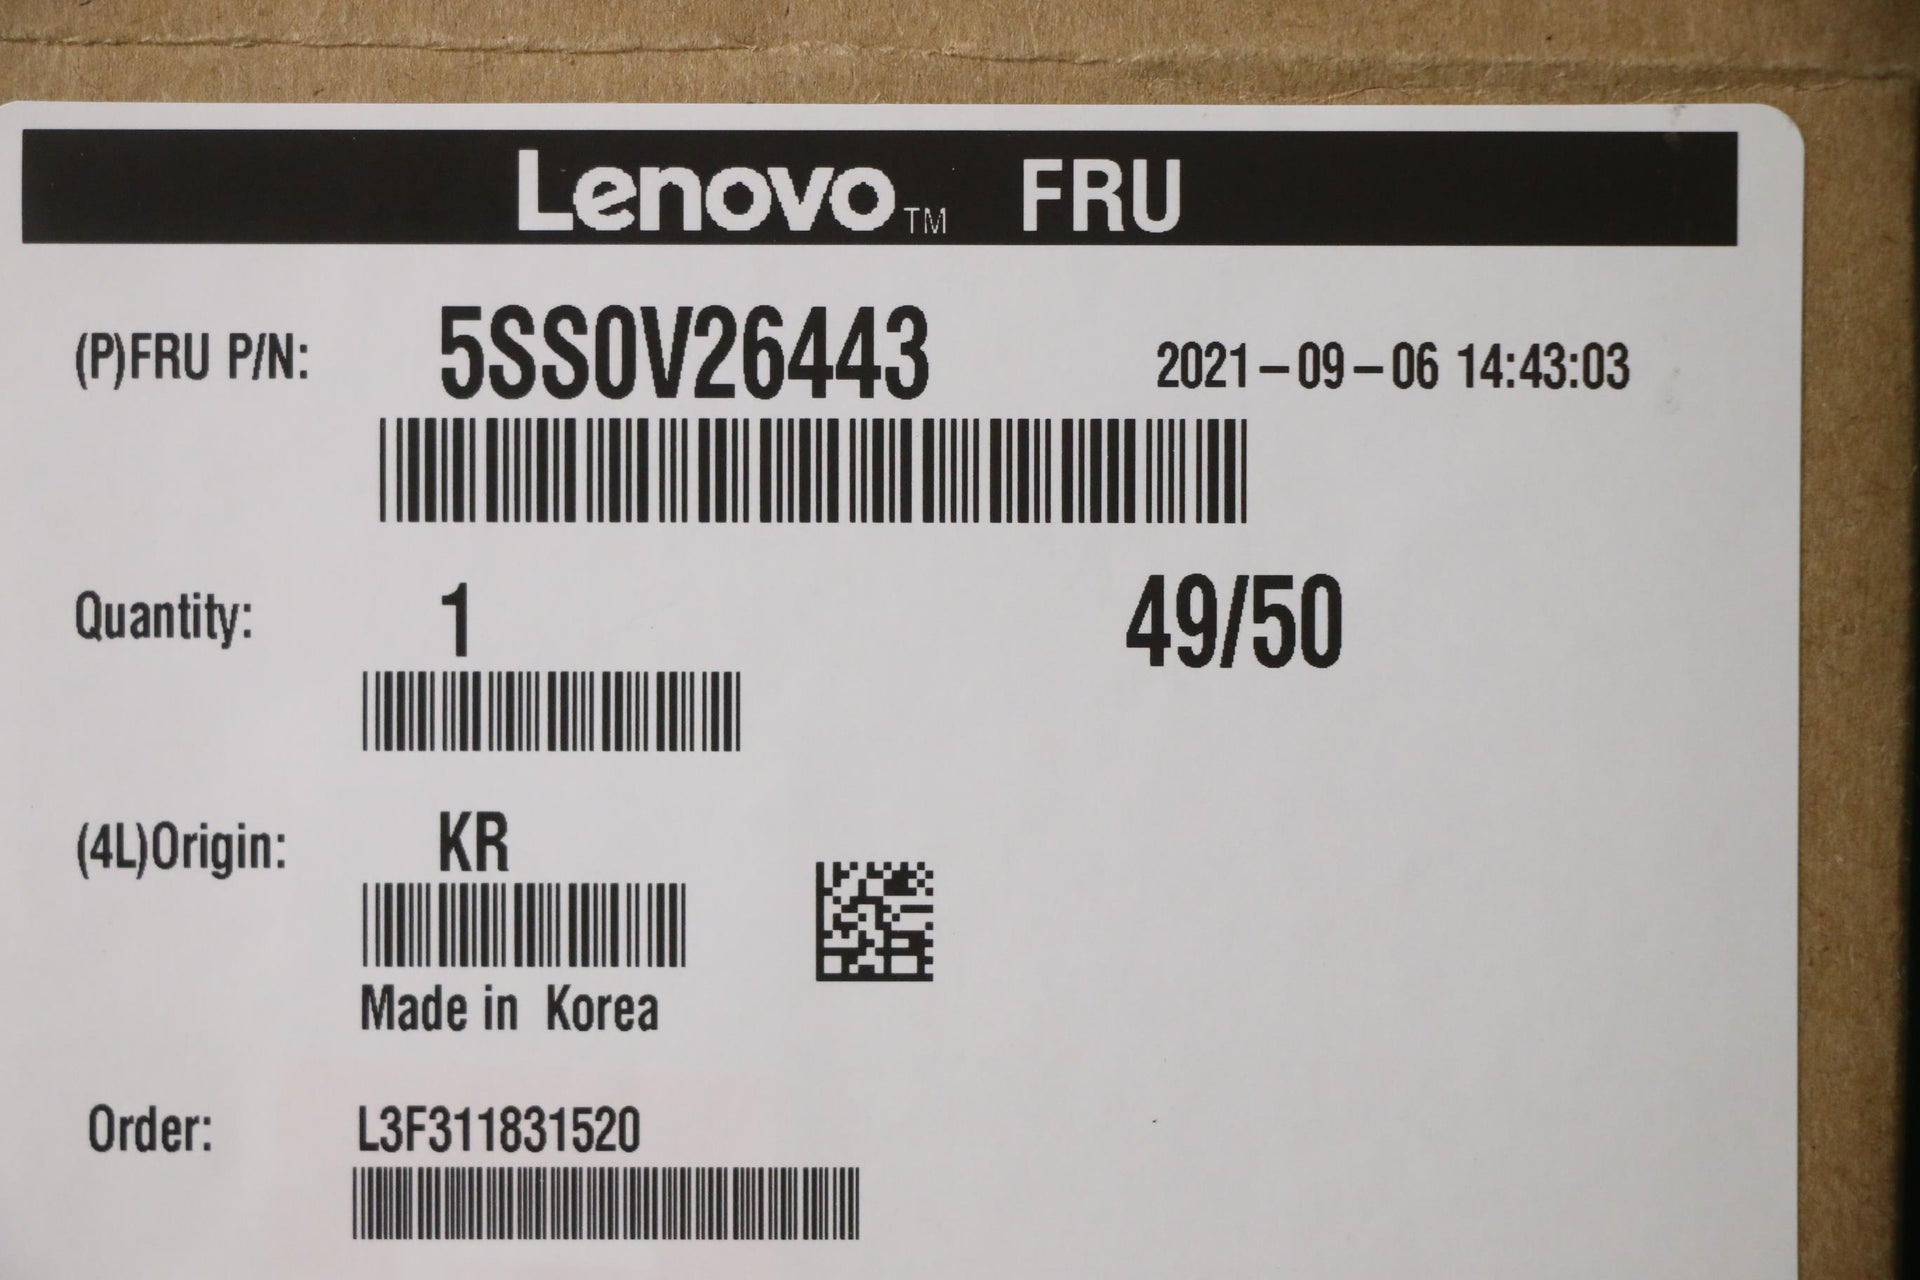 Lenovo™ FRU
(P)FRU P/N: 5SS0V26443 2021-09-06 14:43:03
Quantity: 1 49/50
(4L)Origin: KR
Made in Korea
Order: L3F311831520